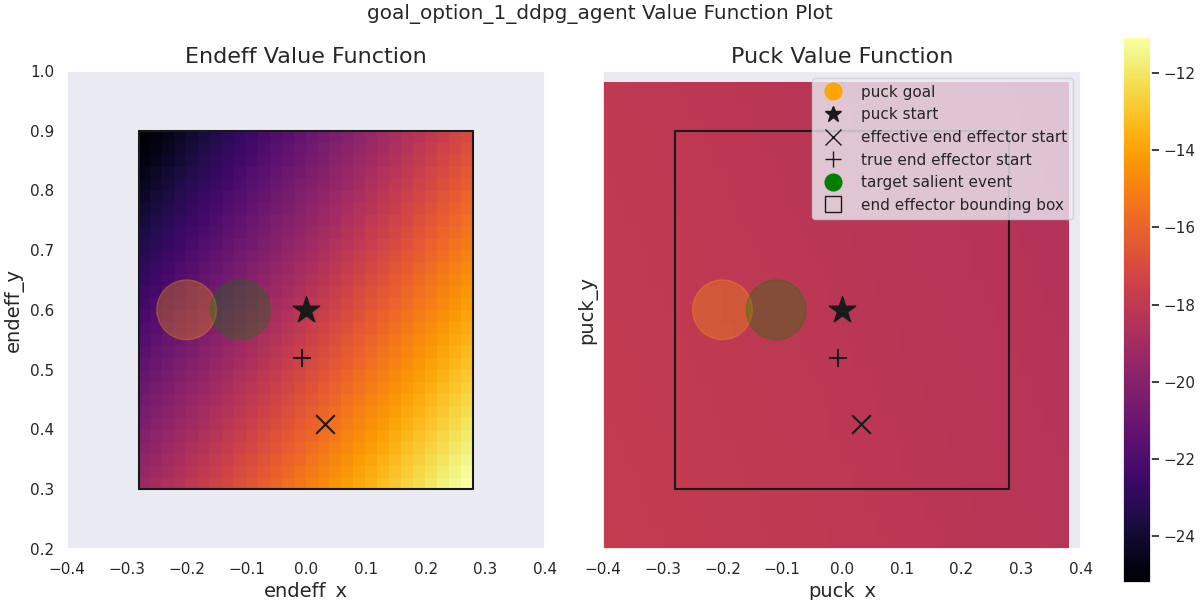 goal_option_1_ddpg_agent Value Function Plot
Endeff Value Function
endeff_y
1.0
0.9
0.8
0.7
0.6
0.5
0.4
0.3
0.2
−0.4 −0.3 −0.2 −0.1 0.0 0.1 0.2 0.3 0.4
endeff_x
Puck Value Function
puck_y
puck goal
puck start
effective end effector start
true end effector start
target salient event
end effector bounding box
−0.4 −0.3 −0.2 −0.1 0.0 0.1 0.2 0.3 0.4
puck_x
−12
−14
−16
−18
−20
−22
−24